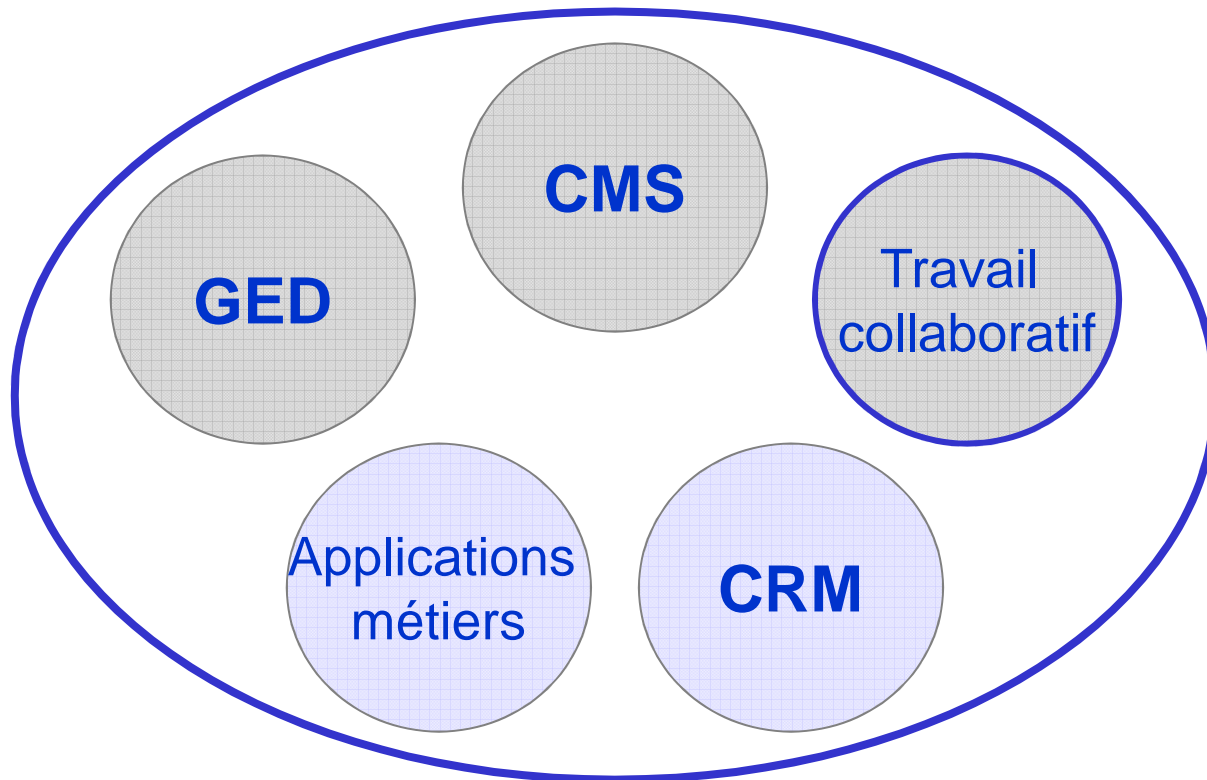 CMS
GED
Travail
collaboratif
Applications
métiers
CRM